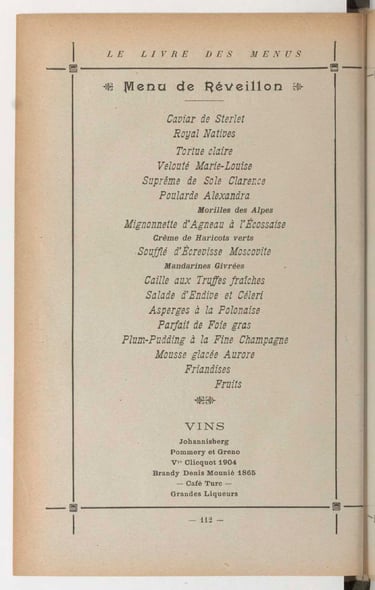 LE LIVRE DES MENUS
Menu de Réveillon
Caviar de Sterlet
Royal Natives
Tortue claire
Velouté Marie-Louise
Suprême de Sole Clarence
Poularde Alexandra
Morilles des Alpes
Mignonnette d'Agneau à l'Écossaise
Crème de Haricots verts
Soufflé d'Écrevisse Moscovite
Mandarines Givrées
Caille aux Truffes fraîches
Salade d'Endive et Céleri
Asperges à la Polonaise
Parfait de Foie gras
Plum-Pudding à la Fine Champagne
Mousse glacée Aurore
Friandises
Fruits
VINS
Johannisberg
Pommery et Greno
Vve Clicquot 1904
Brandy Denis Mounié 1865
— Café Turc —
Grandes Liqueurs
— 112 —